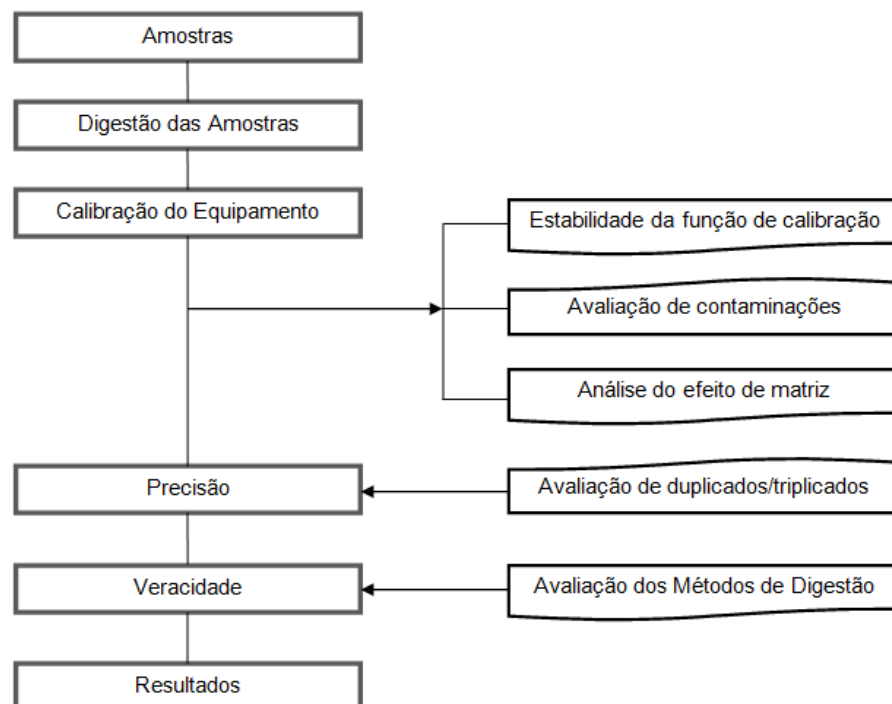 Amostras
Digestão das Amostras
Calibração do Equipamento
Estabilidade da função de calibração
Avaliação de contaminações
Análise do efeito de matriz
Precisão
Avaliação de duplicados/triplicados
Veracidade
Avaliação dos Métodos de Digestão
Resultados